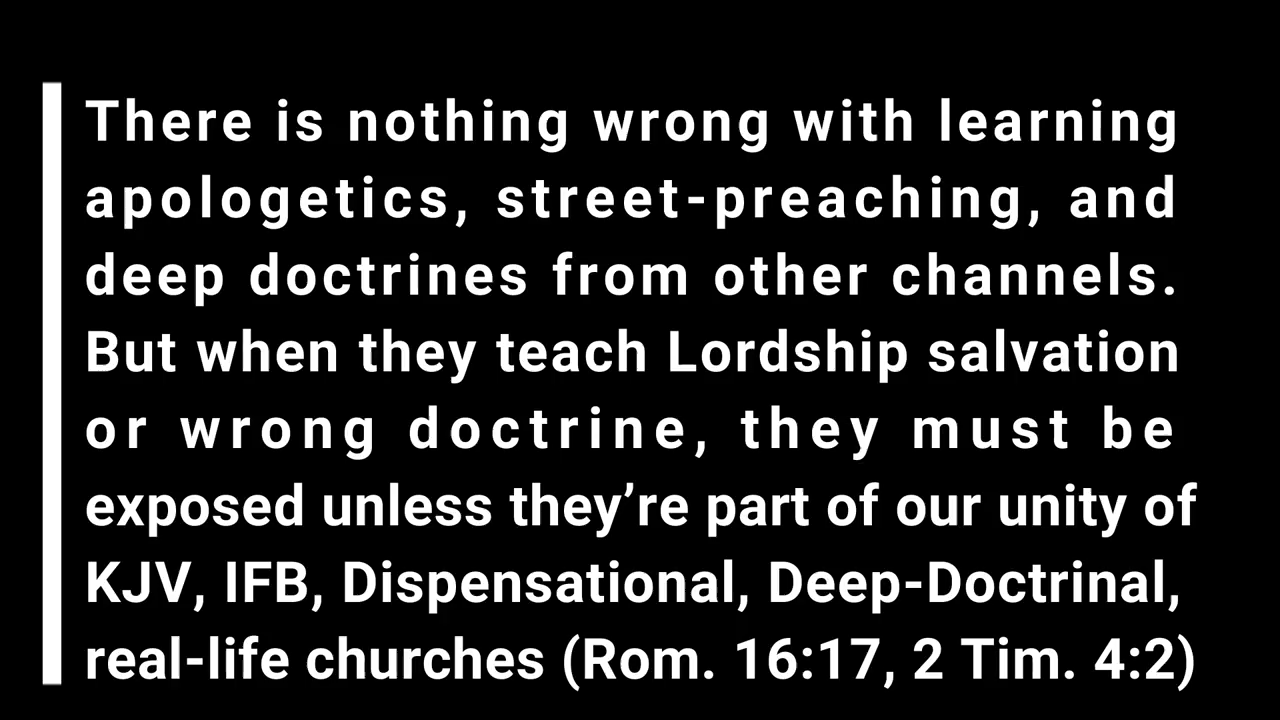 There is nothing wrong with learning
apologetics, street-preaching, and
deep doctrines from other channels.
But when they teach Lordship salvation
or wrong doctrine, they must be
exposed unless they’re part of our unity of
KJV, IFB, Dispensational, Deep-Doctrinal,
real-life churches (Rom. 16:17, 2 Tim. 4:2)